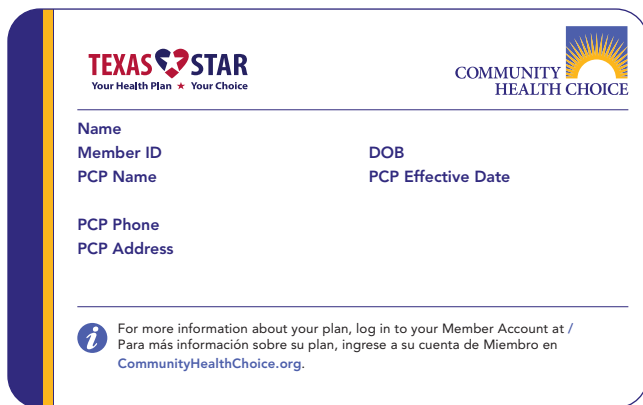 TEXAS STAR
Your Health Plan ★ Your Choice
COMMUNITY
HEALTH CHOICE
Name
Member ID DOB
PCP Name PCP Effective Date
PCP Phone
PCP Address
i For more information about your plan, log in to your Member Account at /
Para más información sobre su plan, ingrese a su cuenta de Miembro en
CommunityHealthChoice.org.